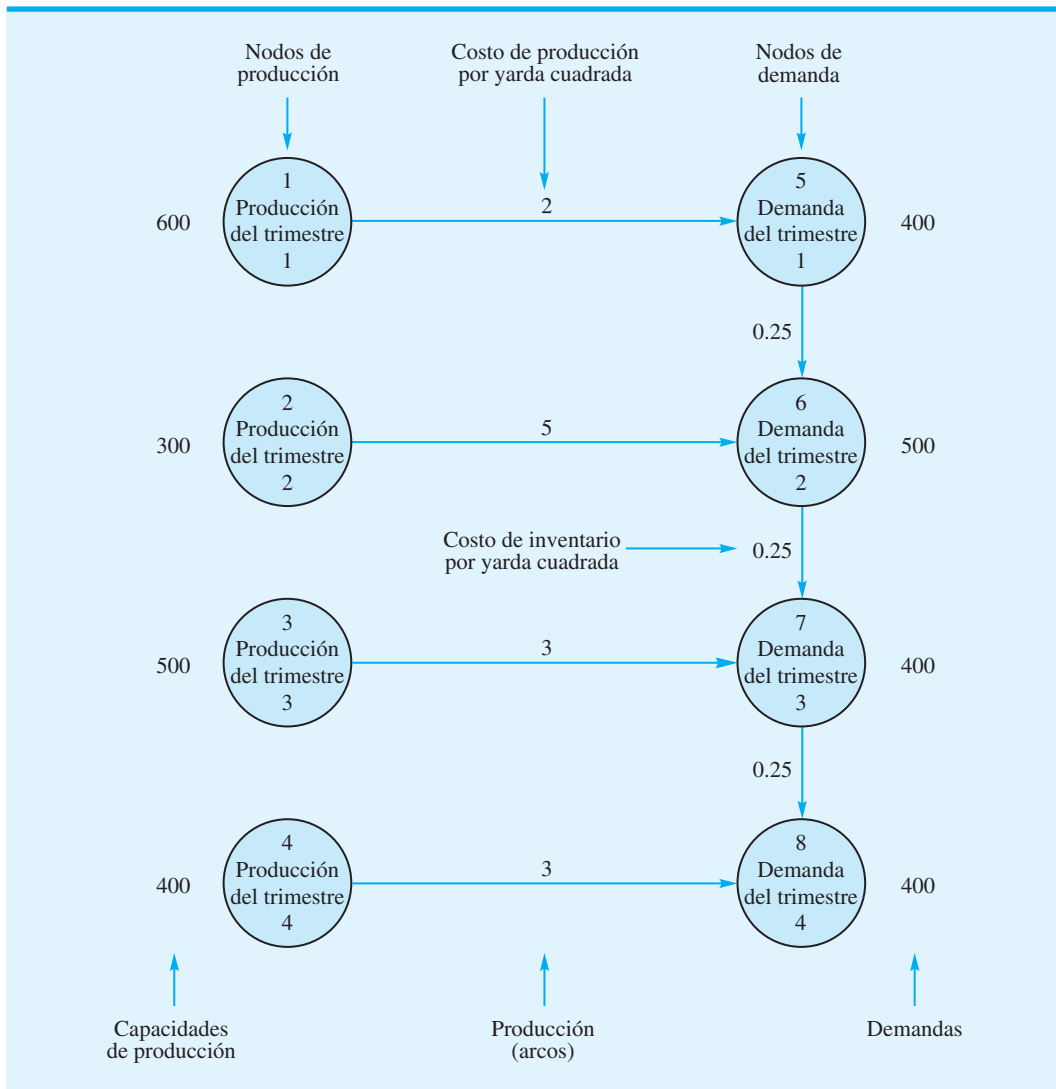 Nodos de
producción
Costo de producción
por yarda cuadrada
Nodos de
demanda
600
1
Producción
del trimestre
1
2
5
Demanda
del trimestre
1
400
0.25
300
2
Producción
del trimestre
2
5
6
Demanda
del trimestre
2
500
Costo de inventario
por yarda cuadrada
0.25
500
3
Producción
del trimestre
3
3
7
Demanda
del trimestre
3
400
0.25
400
4
Producción
del trimestre
4
3
8
Demanda
del trimestre
4
400
Capacidades
de producción
Producción
(arcos)
Demandas